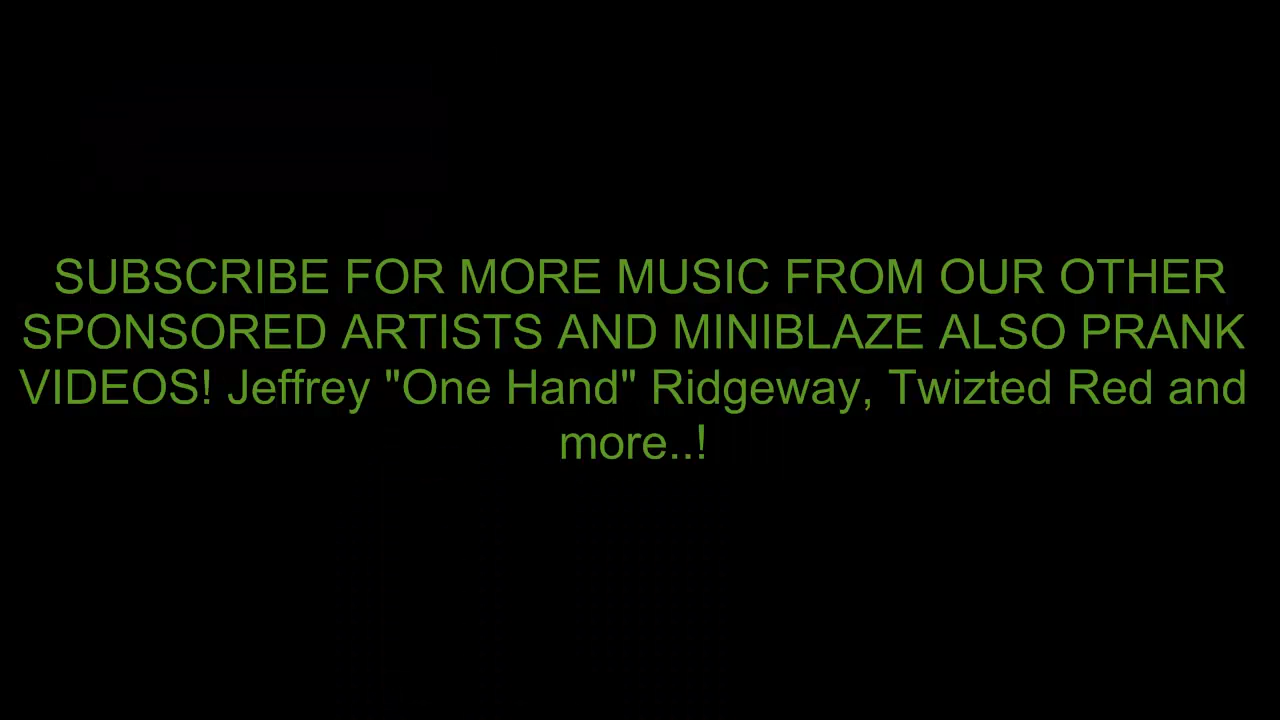 SUBSCRIBE FOR MORE MUSIC FROM OUR OTHER
SPONSORED ARTISTS AND MINIBLAZE ALSO PRANK
VIDEOS! Jeffrey "One Hand" Ridgeway, Twizted Red and
more..!